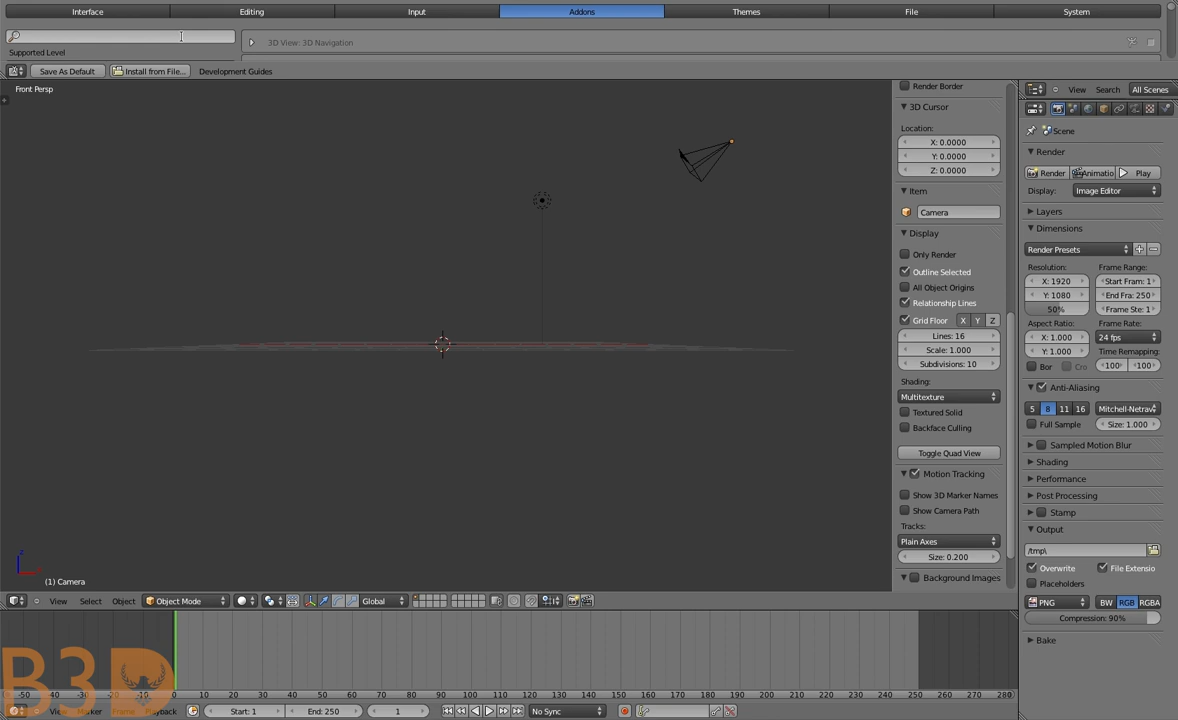 Interface Editing Input Addons Themes File System
3D View: 3D Navigation
Supported Level
Save As Default Install from File... Development Guides
Front Persp
View Search All Scenes
Render Border
3D Cursor
Location:
X: 0.0000
Y: 0.0000
Z: 0.0000
Item
Camera
Display
Only Render
Outline Selected
All Object Origins
Relationship Lines
Grid Floor X Y Z
Lines: 16
Scale: 1.000
Subdivisions: 10
Shading:
Multitexture
Textured Solid
Backface Culling
Toggle Quad View
Motion Tracking
Show 3D Marker Names
Show Camera Path
Tracks:
Plain Axes
Size: 0.200
Background Images
Scene
Render
Render Animatio Play
Display: Image Editor
Layers
Dimensions
Render Presets
Resolution: Frame Range:
X: 1920 Start Fram: 1
Y: 1080 End Fra: 250
50% Frame Ste: 1
Aspect Ratio: Frame Rate:
X: 1.000 24 fps
Y: 1.000 Time Remapping:
Bor Cro 100 100
Anti-Aliasing
5 8 11 16 Mitchell-Netrav
Full Sample Size: 1.000
Sampled Motion Blur
Shading
Performance
Post Processing
Stamp
Output
/tmp\
Overwrite File Extensio
Placeholders
PNG BW RGB RGBA
Compression: 90%
Bake
z
(1) Camera
View Select Object Object Mode Global
B3D
-50 -40 -30 -20 -10 0 10 20 30 40 50 60 70 80 90 100 110 120 130 140 150 160 170 180 190 200 210 220 230 240 250 260 270 280
View Marker Frame Playback Start: 1 End: 250 1 No Sync